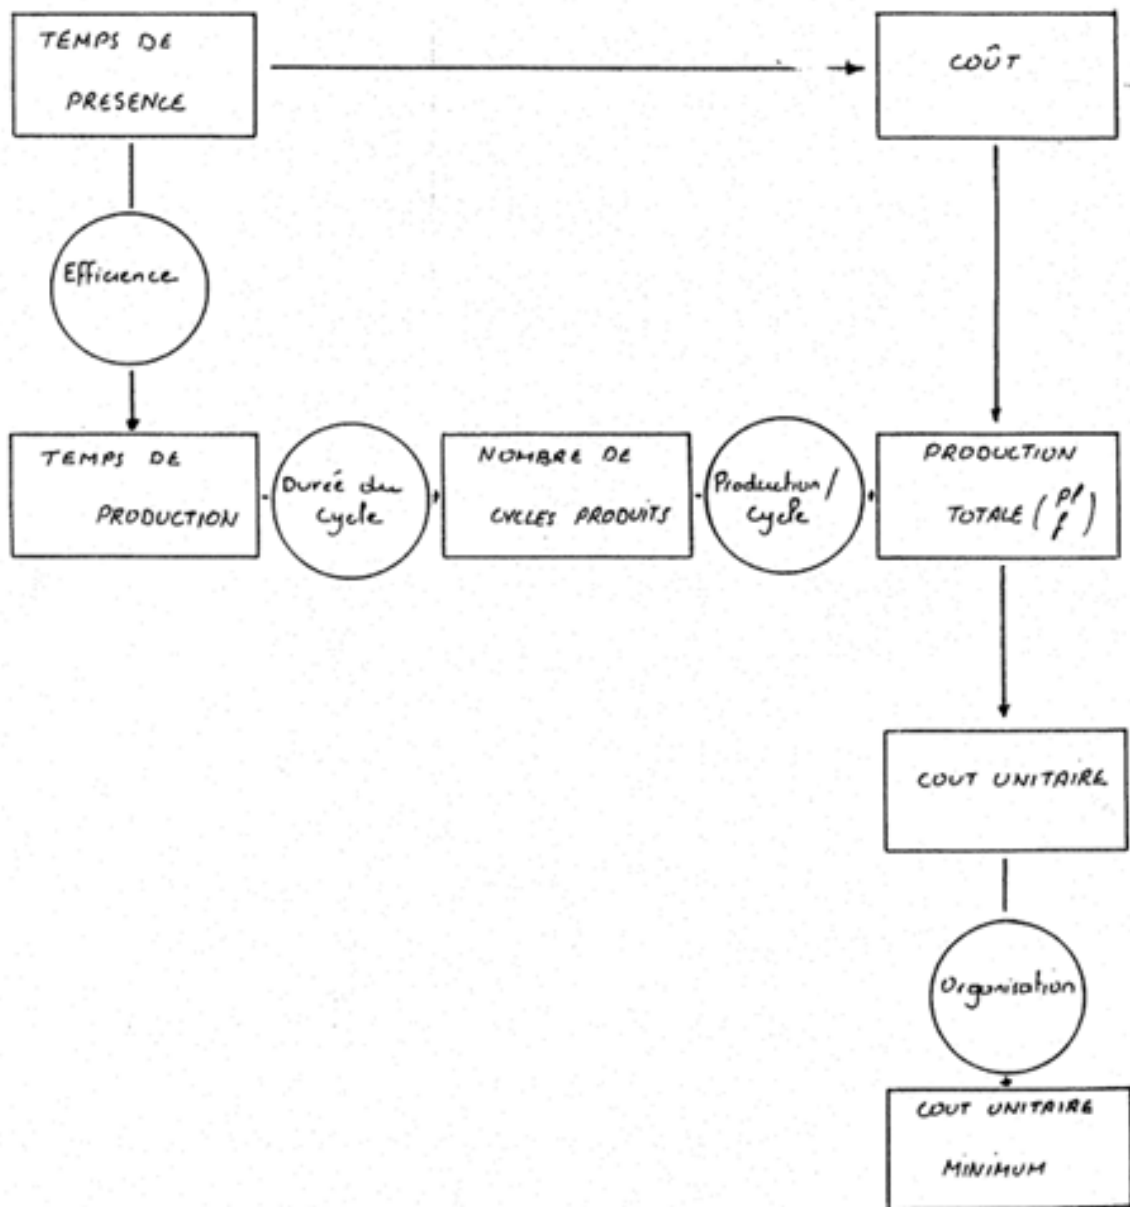 TEMPS DE
PRESENCE
COÛT
Efficience
TEMPS DE
PRODUCTION
Durée du
Cycle
NOMBRE DE
CYCLES PRODUITS
Production/
Cycle
PRODUCTION
TOTALE
COUT UNITAIRE
Organisation
COUT UNITAIRE
MINIMUM